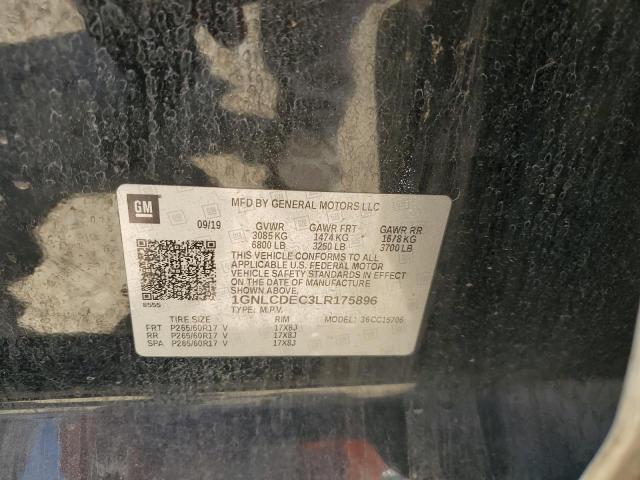 GM
MFD BY GENERAL MOTORS LLC
09/19 GVWR GAWR FRT GAWR RR
3085 KG 1474 KG 1678 KG
6800 LB 3250 LB 3700 LB
THIS VEHICLE CONFORMS TO ALL
APPLICABLE U.S. FEDERAL MOTOR
VEHICLE SAFETY STANDARDS IN EFFECT
ON THE DATE OF MANUFACTURE
SHOWN ABOVE.
1GNLCDEC3LR175896
8555 TYPE: M.P.V. MODEL: 36CC15706
TIRE SIZE RIM
FRT P265/60R17 V 17X8J
RR P265/60R17 V 17X8J
SPA P265/60R17 V 17X8J